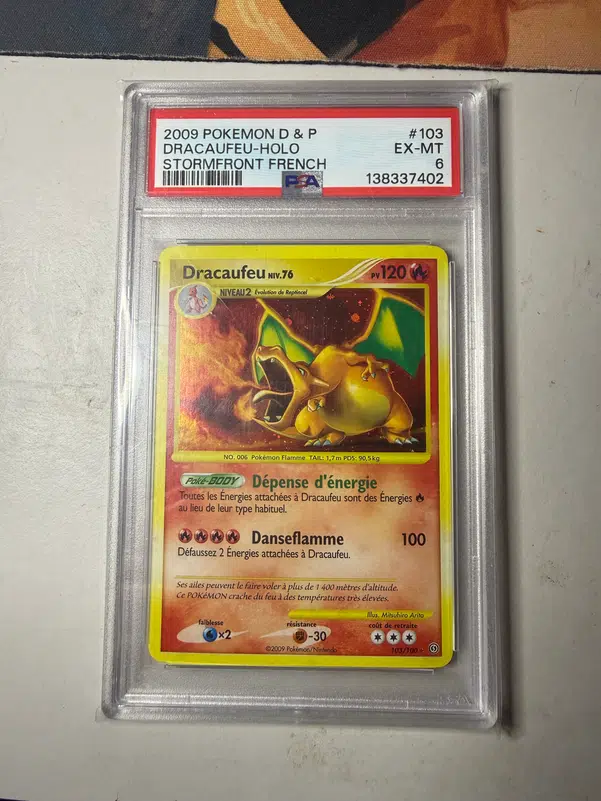 2009 POKEMON D & P #103
DRACAUFEU-HOLO EX-MT
STORMFRONT FRENCH 6
PSA 138337402
Dracaufeu NIV.76 PV 120
NIVEAU2 Évolution de Reptincel
NO. 006 Pokémon Flamme TAIL: 1,7m PDS: 90,5kg
Poké-BODY Dépense d'énergie
Toutes les Énergies attachées à Dracaufeu sont des Énergies
au lieu de leur type habituel.
Danseflamme 100
Défaussez 2 Énergies attachées à Dracaufeu.
Ses ailes peuvent le faire voler à plus de 1 400 mètres d'altitude.
Ce POKÉMON crache du feu à des températures très élevées.
Illus. Mitsuhiro Arita
faiblesse résistance coût de retraite
×2 -30
©2009 Pokémon/Nintendo 103/100